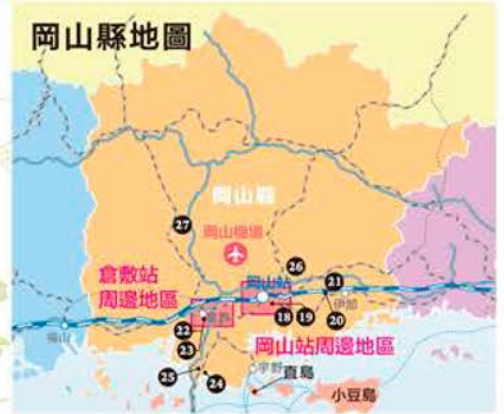 岡山縣地圖
岡山縣
27
岡山機場
倉敷站
周邊地區
26
岡山站
21
倉敷
伊部
福山
22
18
19
20
23
岡山站周邊地區
25
24
宇野
直島
小豆島